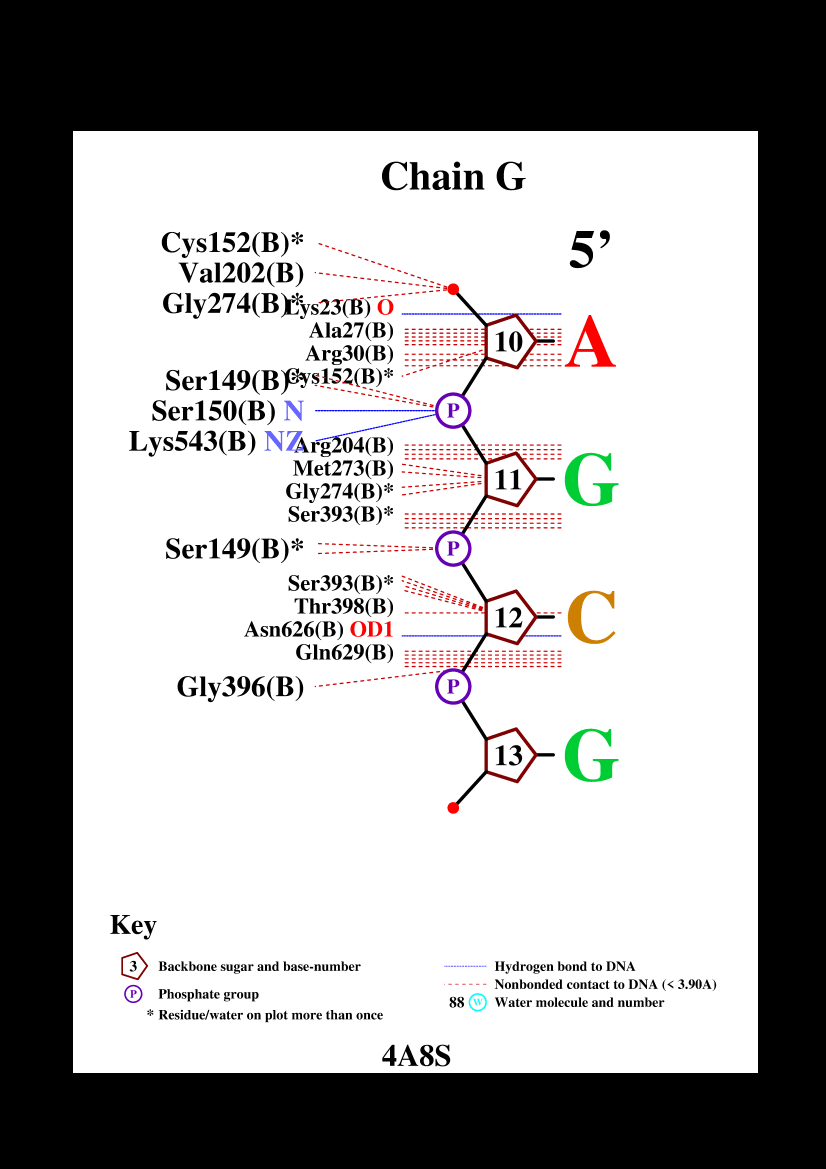 Chain G
5’
Cys152(B)*
Val202(B)
Gly274(B)*
Lys23(B) O
Ala27(B)
Arg30(B)
Cys152(B)*
10
A
Ser149(B)*
Ser150(B) N
P
Lys543(B) NZ
Arg204(B)
Met273(B)
Gly274(B)*
Ser393(B)*
11
G
Ser149(B)*
P
Ser393(B)*
Thr398(B)
Asn626(B) OD1
Gln629(B)
12
C
Gly396(B)
P
13
G
Key
3 Backbone sugar and base-number
P Phosphate group
* Residue/water on plot more than once
Hydrogen bond to DNA
Nonbonded contact to DNA (< 3.90A)
88 W Water molecule and number
4A8S